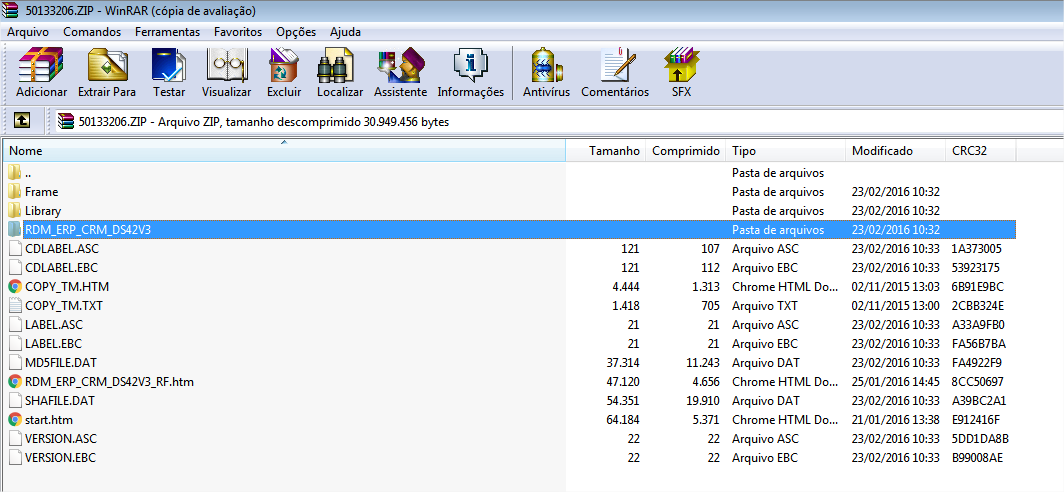 50133206.ZIP - WinRAR (cópia de avaliação)
Arquivo Comandos Ferramentas Favoritos Opções Ajuda
Adicionar Extrair Para Testar Visualizar Excluir Localizar Assistente Informações Antivírus Comentários SFX
50133206.ZIP - Arquivo ZIP, tamanho descomprimido 30.949.456 bytes
Nome Tamanho Comprimido Tipo Modificado CRC32
.. Pasta de arquivos
Frame Pasta de arquivos 23/02/2016 10:32
Library Pasta de arquivos 23/02/2016 10:32
RDM_ERP_CRM_DS42V3 Pasta de arquivos 23/02/2016 10:32
CDLABEL.ASC 121 107 Arquivo ASC 23/02/2016 10:33 1A373005
CDLABEL.EBC 121 112 Arquivo EBC 23/02/2016 10:33 53923175
COPY_TM.HTM 4.444 1.313 Chrome HTML Do... 02/11/2015 13:03 6B91E9BC
COPY_TM.TXT 1.418 705 Arquivo TXT 02/11/2015 13:00 2CBB324E
LABEL.ASC 21 21 Arquivo ASC 23/02/2016 10:33 A33A9FB0
LABEL.EBC 21 21 Arquivo EBC 23/02/2016 10:33 FA56B7BA
MD5FILE.DAT 37.314 11.243 Arquivo DAT 23/02/2016 10:33 FA4922F9
RDM_ERP_CRM_DS42V3_RF.htm 47.120 4.656 Chrome HTML Do... 25/01/2016 14:45 8CC50697
SHAFILE.DAT 54.351 19.910 Arquivo DAT 23/02/2016 10:33 A39BC2A1
start.htm 64.184 5.371 Chrome HTML Do... 21/01/2016 13:38 E912416F
VERSION.ASC 22 22 Arquivo ASC 23/02/2016 10:33 5DD1DA8B
VERSION.EBC 22 22 Arquivo EBC 23/02/2016 10:33 B99008AE